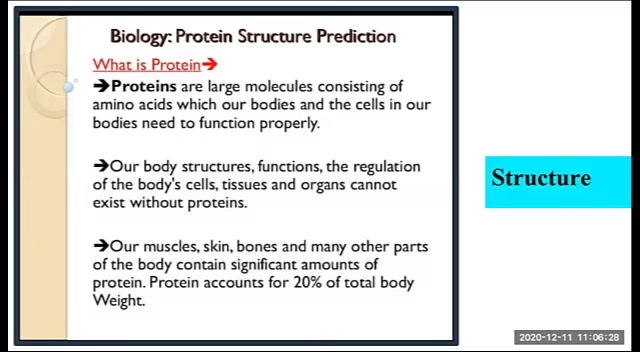 Biology: Protein Structure Prediction
What is Protein➔
➔Proteins are large molecules consisting of
amino acids which our bodies and the cells in our
bodies need to function properly.
➔Our body structures, functions, the regulation
of the body's cells, tissues and organs cannot
exist without proteins.
➔Our muscles, skin, bones and many other parts
of the body contain significant amounts of
protein. Protein accounts for 20% of total body
Weight.
Structure
2020-12-11 11:06:28